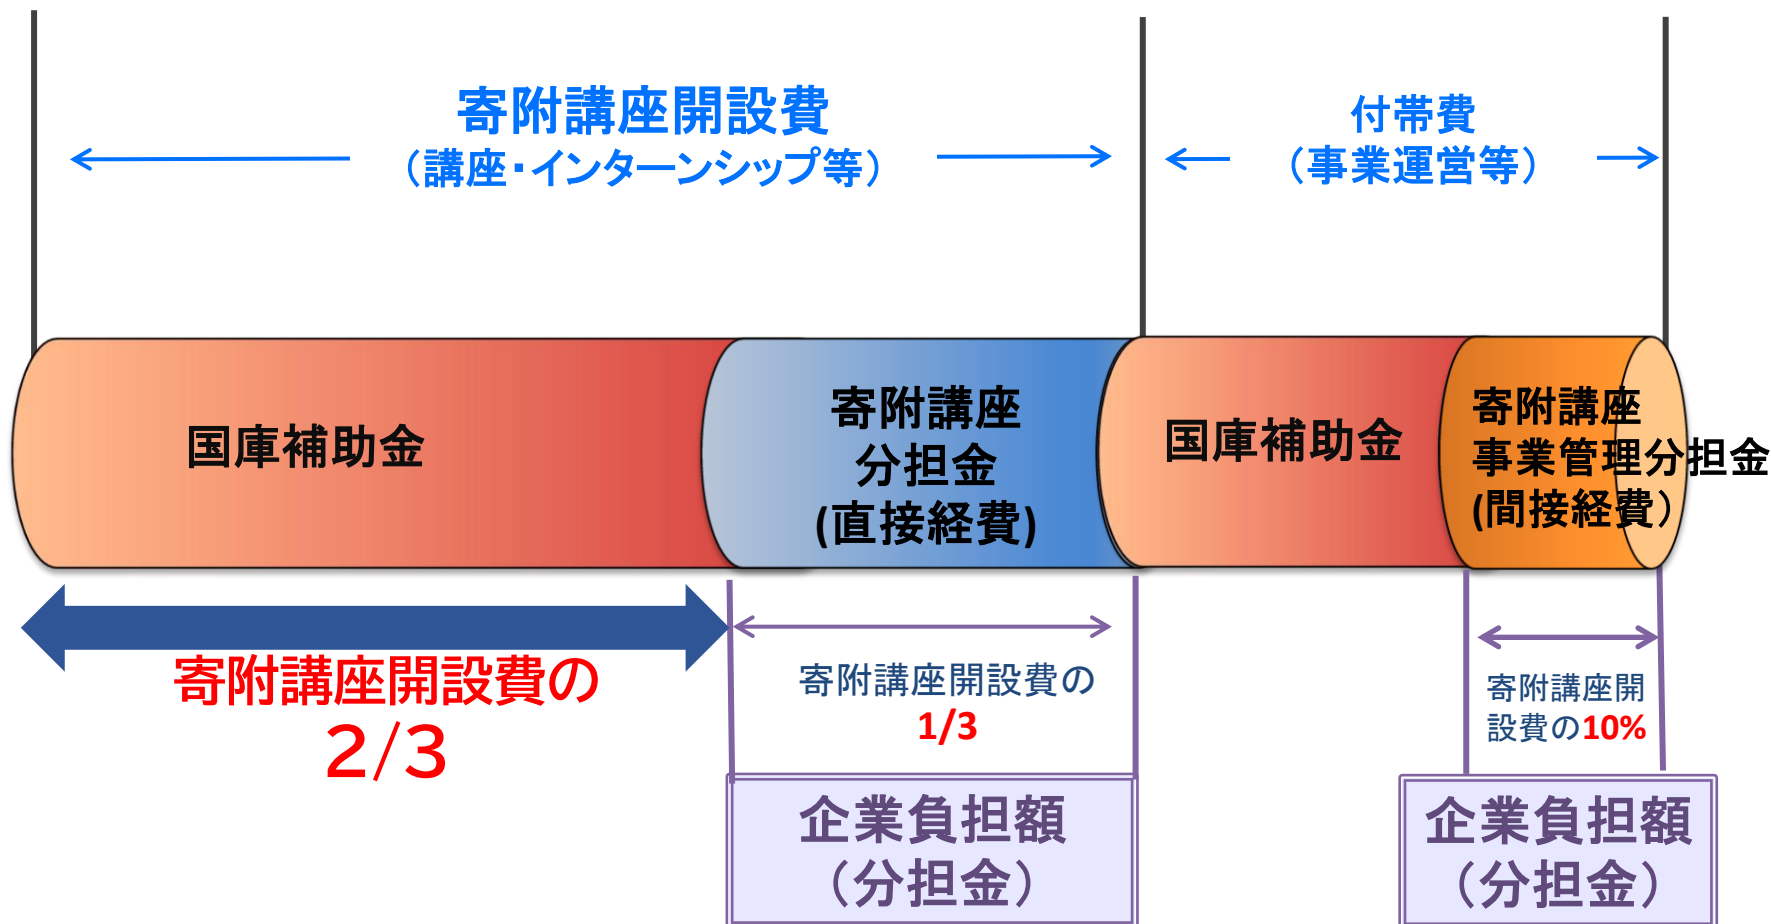 寄附講座開設費
（講座・インターンシップ等）
付帯費
（事業運営等）
国庫補助金
寄附講座
分担金
(直接経費)
国庫補助金
寄附講座
事業管理分担金
(間接経費）
寄附講座開設費の
2/3
寄附講座開設費の
1/3
寄附講座開
設費の10%
企業負担額
（分担金）
企業負担額
（分担金）